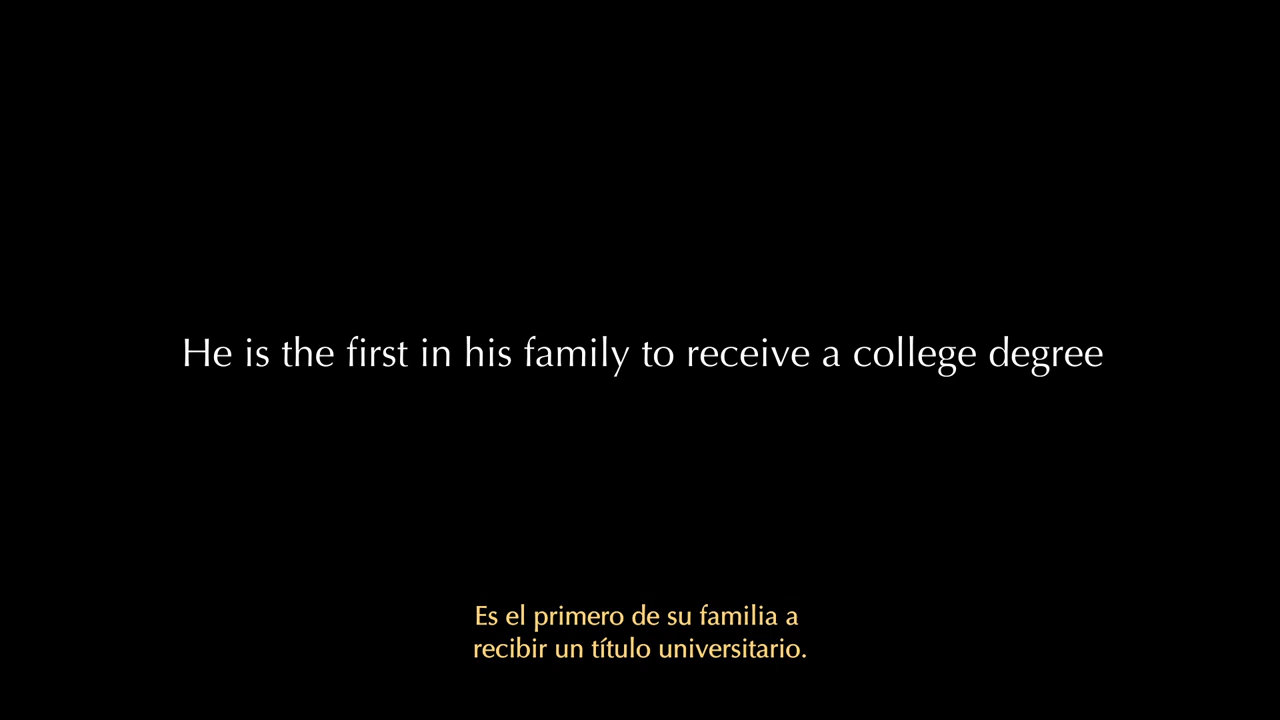 He is the first in his family to receive a college degree
Es el primero de su familia a
recibir un título universitario.